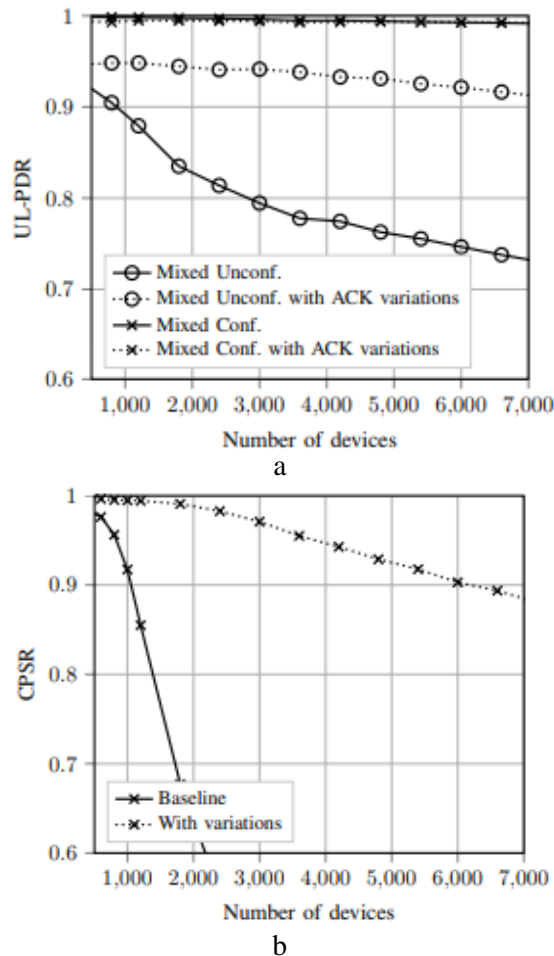 1
0.9
0.8
0.7
0.6
UL-PDR
Mixed Unconf.
Mixed Unconf. with ACK variations
Mixed Conf.
Mixed Conf. with ACK variations
1,000 2,000 3,000 4,000 5,000 6,000 7,000
Number of devices
a
1
0.9
0.8
0.7
0.6
CPSR
Baseline
With variations
1,000 2,000 3,000 4,000 5,000 6,000 7,000
Number of devices
b